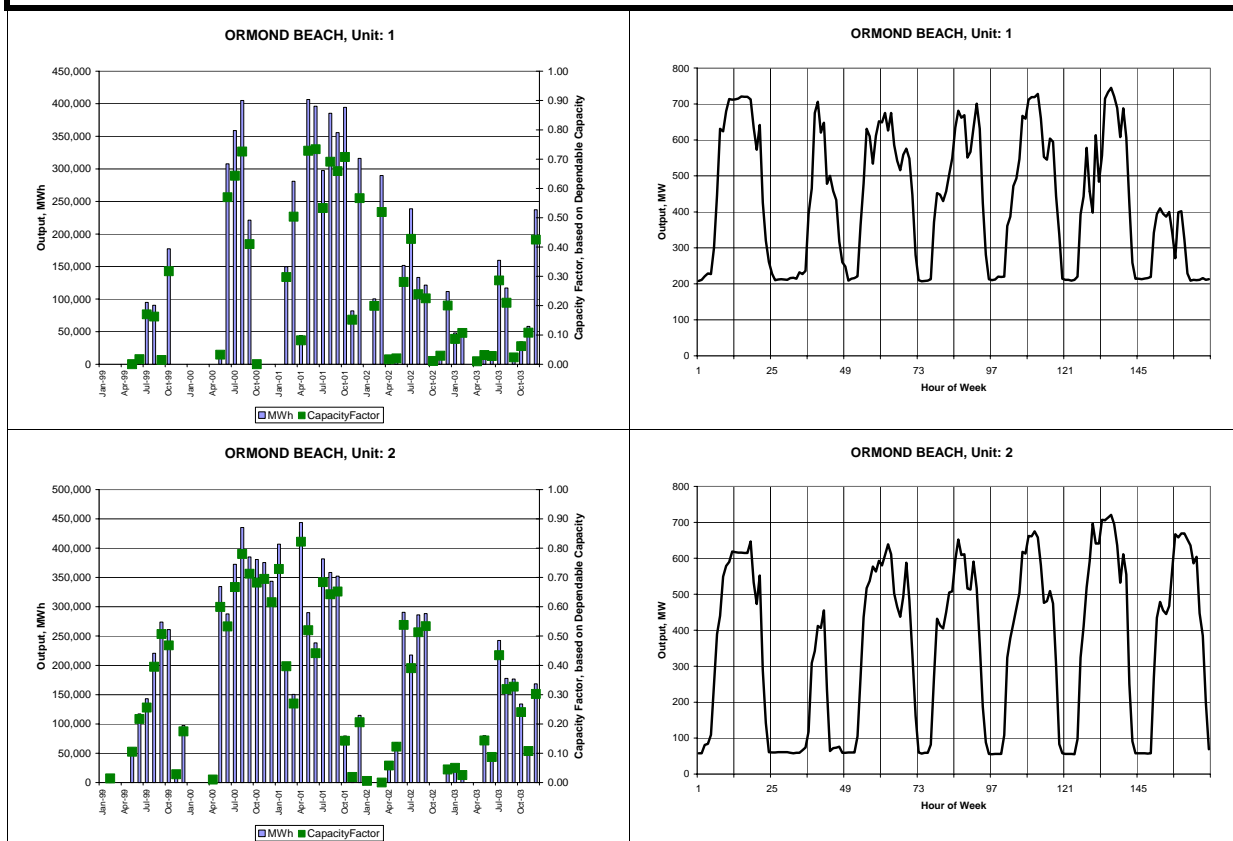 ORMOND BEACH, Unit: 1
Output, MWh
450,000
400,000
350,000
300,000
250,000
200,000
150,000
100,000
50,000
0
1.00
0.90
0.80
0.70
0.60
0.50
0.40
0.30
0.20
0.10
0.00
Capacity Factor, based on Dependable Capacity
Jan-99
Apr-99
Jul-99
Oct-99
Jan-00
Apr-00
Jul-00
Oct-00
Jan-01
Apr-01
Jul-01
Oct-01
Jan-02
Apr-02
Jul-02
Oct-02
Jan-03
Apr-03
Jul-03
Oct-03
MWh CapacityFactor
ORMOND BEACH, Unit: 1
Output, MW
800
700
600
500
400
300
200
100
0
1 25 49 73 97 121 145
Hour of Week
ORMOND BEACH, Unit: 2
Output, MWh
500,000
450,000
400,000
350,000
300,000
250,000
200,000
150,000
100,000
50,000
0
1.00
0.90
0.80
0.70
0.60
0.50
0.40
0.30
0.20
0.10
0.00
Capacity Factor, based on Dependable Capacity
Jan-99
Apr-99
Jul-99
Oct-99
Jan-00
Apr-00
Jul-00
Oct-00
Jan-01
Apr-01
Jul-01
Oct-01
Jan-02
Apr-02
Jul-02
Oct-02
Jan-03
Apr-03
Jul-03
Oct-03
MWh CapacityFactor
ORMOND BEACH, Unit: 2
Output, MW
800
700
600
500
400
300
200
100
0
1 25 49 73 97 121 145
Hour of Week